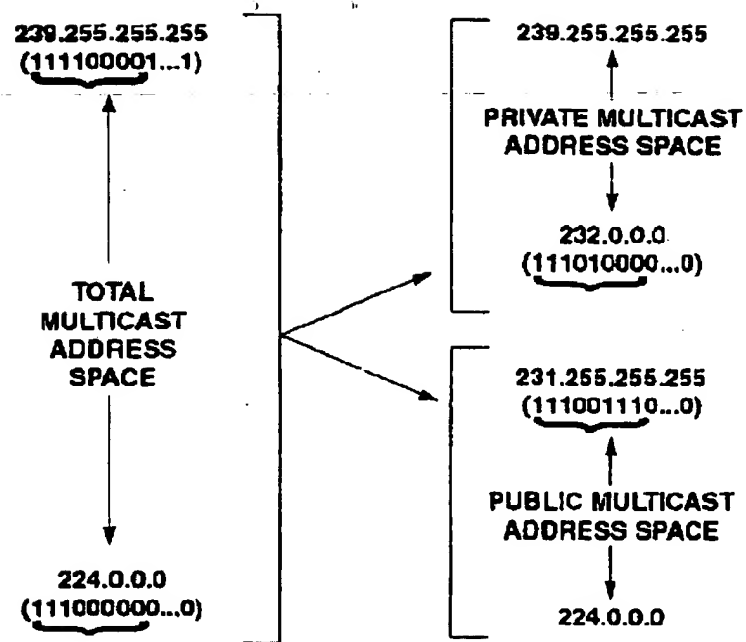 239.255.255.255
(111100001...1)
TOTAL
MULTICAST
ADDRESS
SPACE
224.0.0.0
(111000000...0)
239.255.255.255
PRIVATE MULTICAST
ADDRESS SPACE
232.0.0.0
(111010000...0)
231.255.255.255
(111001110...0)
PUBLIC MULTICAST
ADDRESS SPACE
224.0.0.0